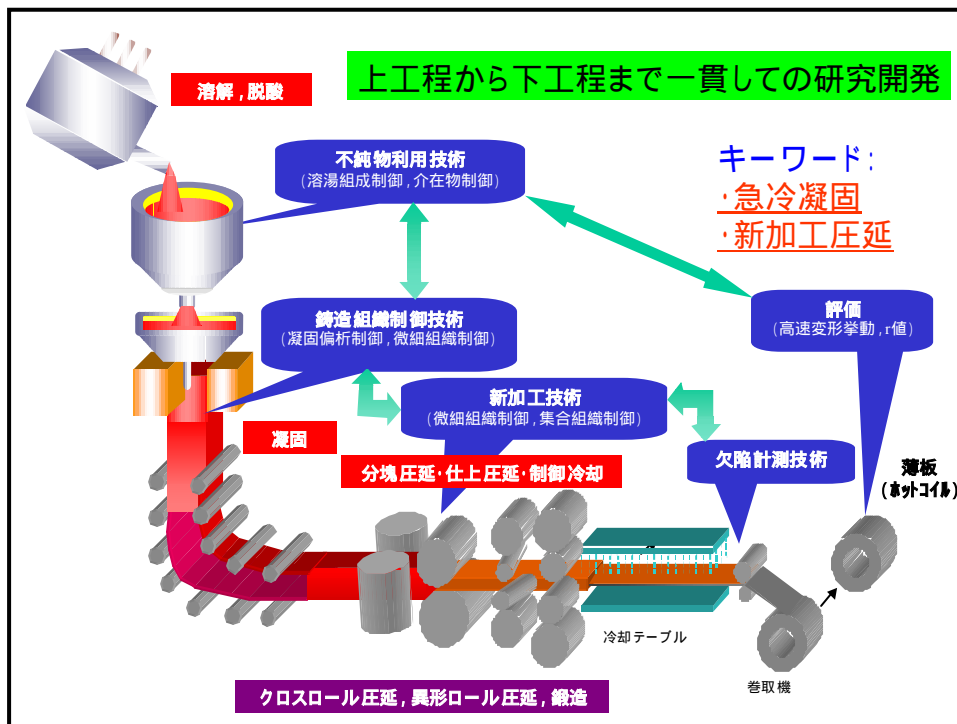 上工程から下工程まで一貫しての研究開発
溶解,脱酸
不純物利用技術
(溶湯組成制御,介在物制御)
キーワード:
・急冷凝固
・新加工圧延
鋳造組織制御技術
(凝固偏析制御,微細組織制御)
評価
(高速変形挙動,r値)
新加工技術
(微細組織制御,集合組織制御)
凝固
欠陥計測技術
分塊圧延・仕上圧延・制御冷却
薄板
(ホットコイル)
冷却テーブル
巻取機
クロスロール圧延,異形ロール圧延,鍛造